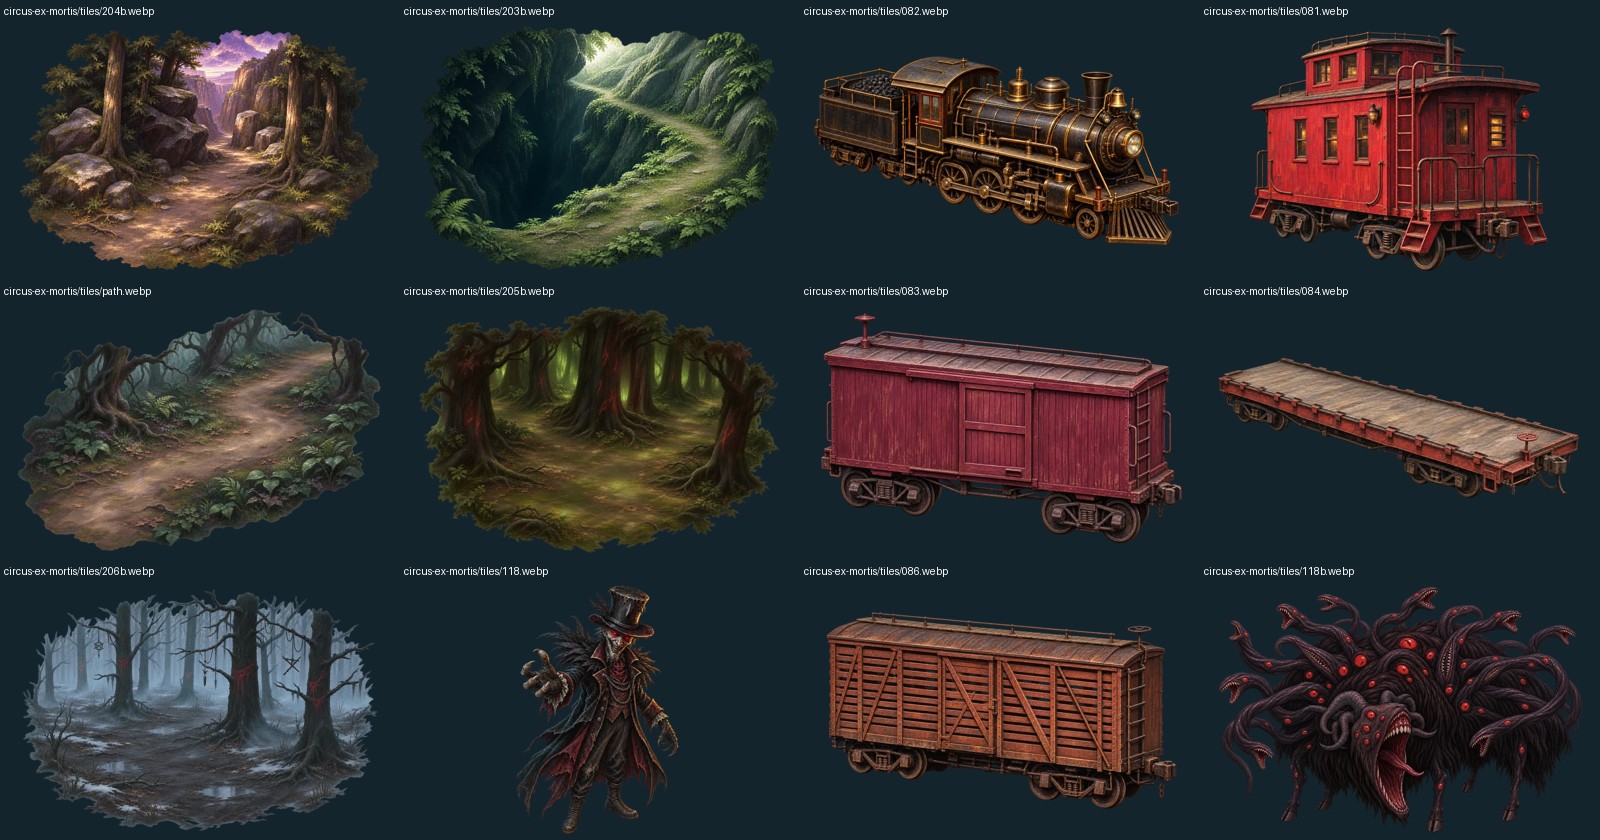 circus-ex-mortis/tiles/204b.webp
circus-ex-mortis/tiles/203b.webp
circus-ex-mortis/tiles/082.webp
circus-ex-mortis/tiles/081.webp
circus-ex-mortis/tiles/path.webp
circus-ex-mortis/tiles/205b.webp
circus-ex-mortis/tiles/083.webp
circus-ex-mortis/tiles/084.webp
circus-ex-mortis/tiles/206b.webp
circus-ex-mortis/tiles/118.webp
circus-ex-mortis/tiles/086.webp
circus-ex-mortis/tiles/118b.webp